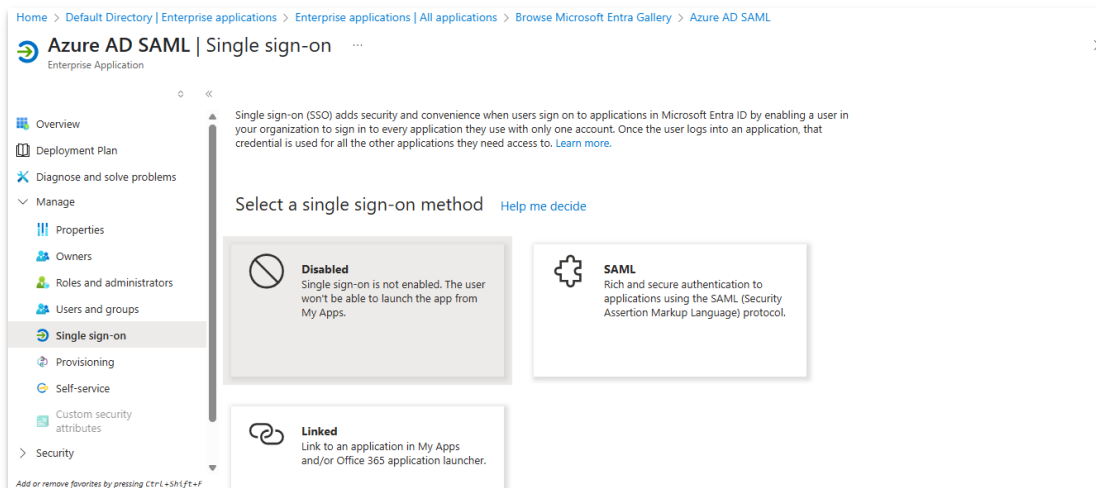 Home > Default Directory | Enterprise applications > Enterprise applications | All applications > Browse Microsoft Entra Gallery > Azure AD SAML
Azure AD SAML | Single sign-on ...
Enterprise Application
Overview
Deployment Plan
Diagnose and solve problems
Manage
Properties
Owners
Roles and administrators
Users and groups
Single sign-on
Provisioning
Self-service
Custom security
attributes
Security
Add or remove favorites by pressing Ctrl+Shift+F
Single sign-on (SSO) adds security and convenience when users sign on to applications in Microsoft Entra ID by enabling a user in
your organization to sign in to every application they use with only one account. Once the user logs into an application, that
credential is used for all the other applications they need access to. Learn more.
Select a single sign-on method Help me decide
Disabled
Single sign-on is not enabled. The user
won't be able to launch the app from
My Apps.
SAML
Rich and secure authentication to
applications using the SAML (Security
Assertion Markup Language) protocol.
Linked
Link to an application in My Apps
and/or Office 365 application launcher.